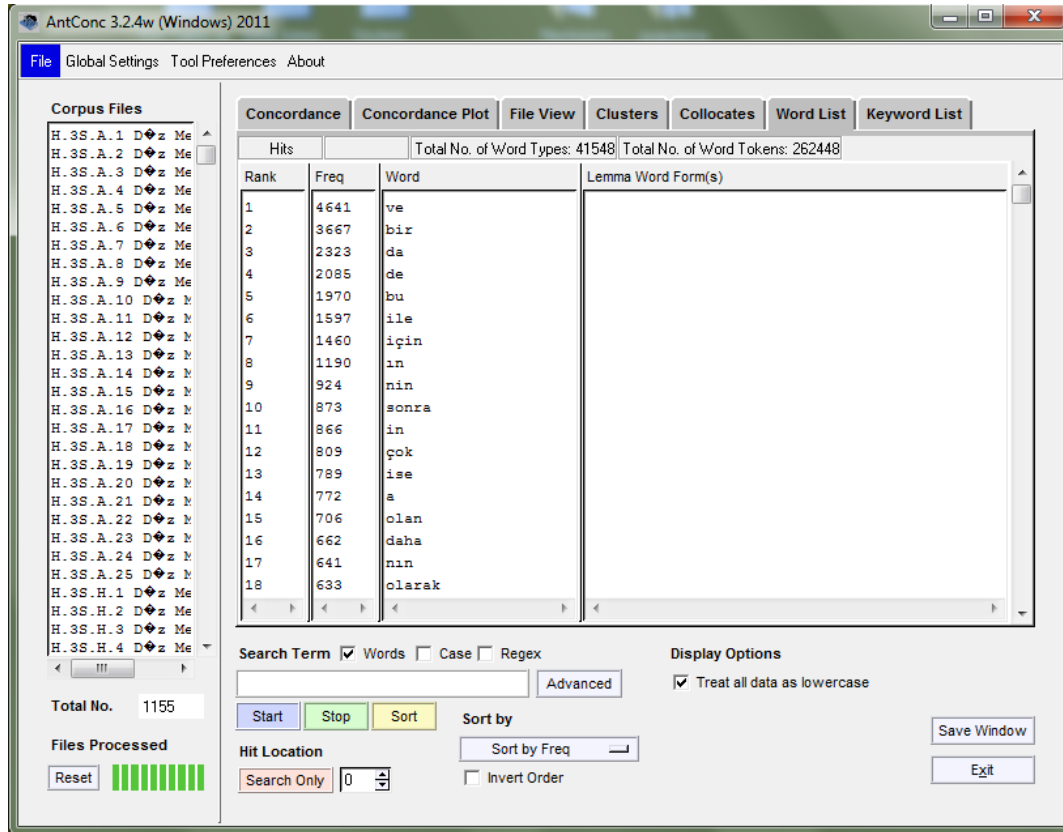 AntConc 3.2.4w (Windows) 2011
File Global Settings Tool Preferences About
Corpus Files
H.3S.A.1 D�z Me
H.3S.A.2 D�z Me
H.3S.A.3 D�z Me
H.3S.A.4 D�z Me
H.3S.A.5 D�z Me
H.3S.A.6 D�z Me
H.3S.A.7 D�z Me
H.3S.A.8 D�z Me
H.3S.A.9 D�z Me
H.3S.A.10 D�z M
H.3S.A.11 D�z M
H.3S.A.12 D�z M
H.3S.A.13 D�z M
H.3S.A.14 D�z M
H.3S.A.15 D�z M
H.3S.A.16 D�z M
H.3S.A.17 D�z M
H.3S.A.18 D�z M
H.3S.A.19 D�z M
H.3S.A.20 D�z M
H.3S.A.21 D�z M
H.3S.A.22 D�z M
H.3S.A.23 D�z M
H.3S.A.24 D�z M
H.3S.A.25 D�z M
H.3S.H.1 D�z Me
H.3S.H.2 D�z Me
H.3S.H.3 D�z Me
H.3S.H.4 D�z Me
Total No. 1155
Files Processed
Reset
Concordance Concordance Plot File View Clusters Collocates Word List Keyword List
Hits Total No. of Word Types: 41548 Total No. of Word Tokens: 262448
Rank Freq Word Lemma Word Form(s)
1 4641 ve
2 3667 bir
3 2323 da
4 2085 de
5 1970 bu
6 1597 ile
7 1460 için
8 1190 ın
9 924 nin
10 873 sonra
11 866 in
12 809 çok
13 789 ise
14 772 a
15 706 olan
16 662 daha
17 641 nın
18 633 olarak
Search Term Words Case Regex
Advanced
Start Stop Sort
Hit Location
Search Only 0
Sort by
Sort by Freq
Invert Order
Display Options
Treat all data as lowercase
Save Window
Exit